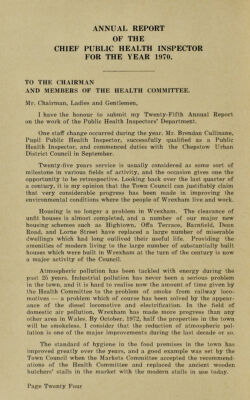 ANNUAL REPORT
OF THE
CHIEF PUBLIC HEALTH INSPECTOR
FOR THE YEAR 1970.
TO THE CHAIRMAN
AND MEMBERS OF THE HEALTH COMMITTEE.
Mr. Chairman, Ladies and Gentlemen,
I have the honour to submit my Twenty-Fifth Annual Report
on the work of the Public Health Inspectors' Department.
One staff change occurred during the year. Mr. Brendan Cullinane,
Pupil Public Health Inspector, successfully qualified as a Public
Health Inspector, and commenced duties with the Chepstow Urban
District Council in September.
Twenty-five years service is usually considered as some sort of
milestone in various fields of activity, and the occasion gives one the
opportunity to be retrospective. Looking back over the last quarter of
a century, it is my opinion that the Town Council can justifiably claim
that very considerable progress has been made in improving the
environmental conditions where the people of Wrexham live and work.
Housing is no longer a problem in Wrexham. The clearance of
unfit houses is almost completed, and a number of our major new
housing schemes such as Hightown, Offa Terrace, Barnfield, Dean
Road, and Lorne Street have replaced a large number of miserable
dwellings which had long outlived their useful life. Providing the
amenities of modern living to the large number of substantially built
houses which were built in Wrexham at the turn of the century is now
a major activity of the Council.
Atmospheric pollution has been tackled with energy during the
past 25 years. Industrial pollution has never been a serious problem
in the town, and it is hard to realise now the amount of time given by
the Health Committee to the problem of smoke from railway loco-
motives — a problem which of course has been solved by the appear-
ance of the diesel locomotive and electrification. In the field of
domestic air pollution, Wrexham has made more progress than any
other area in Wales. By October, 1972, half the properties in the town
will be smokeless. I consider that the reduction of atmospheric pol-
lution is one of the major improvements during the last decade or so.
The standard of hygiene in the food premises in the town has
improved greatly over the years, and a good example was set by the
Town Council when the Markets Committee accepted the recommend-
ations of the Health Committee and replaced the ancient wooden
butchers' stalls in the market with the modern stalls in use today.
Page Twenty Four